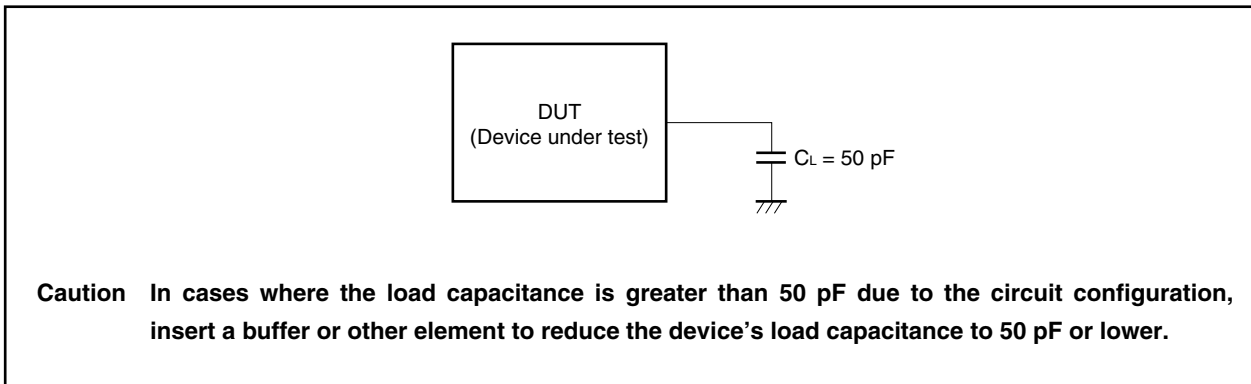 DUT
(Device under test)
CL = 50 pF
Caution In cases where the load capacitance is greater than 50 pF due to the circuit configuration,
insert a buffer or other element to reduce the device’s load capacitance to 50 pF or lower.